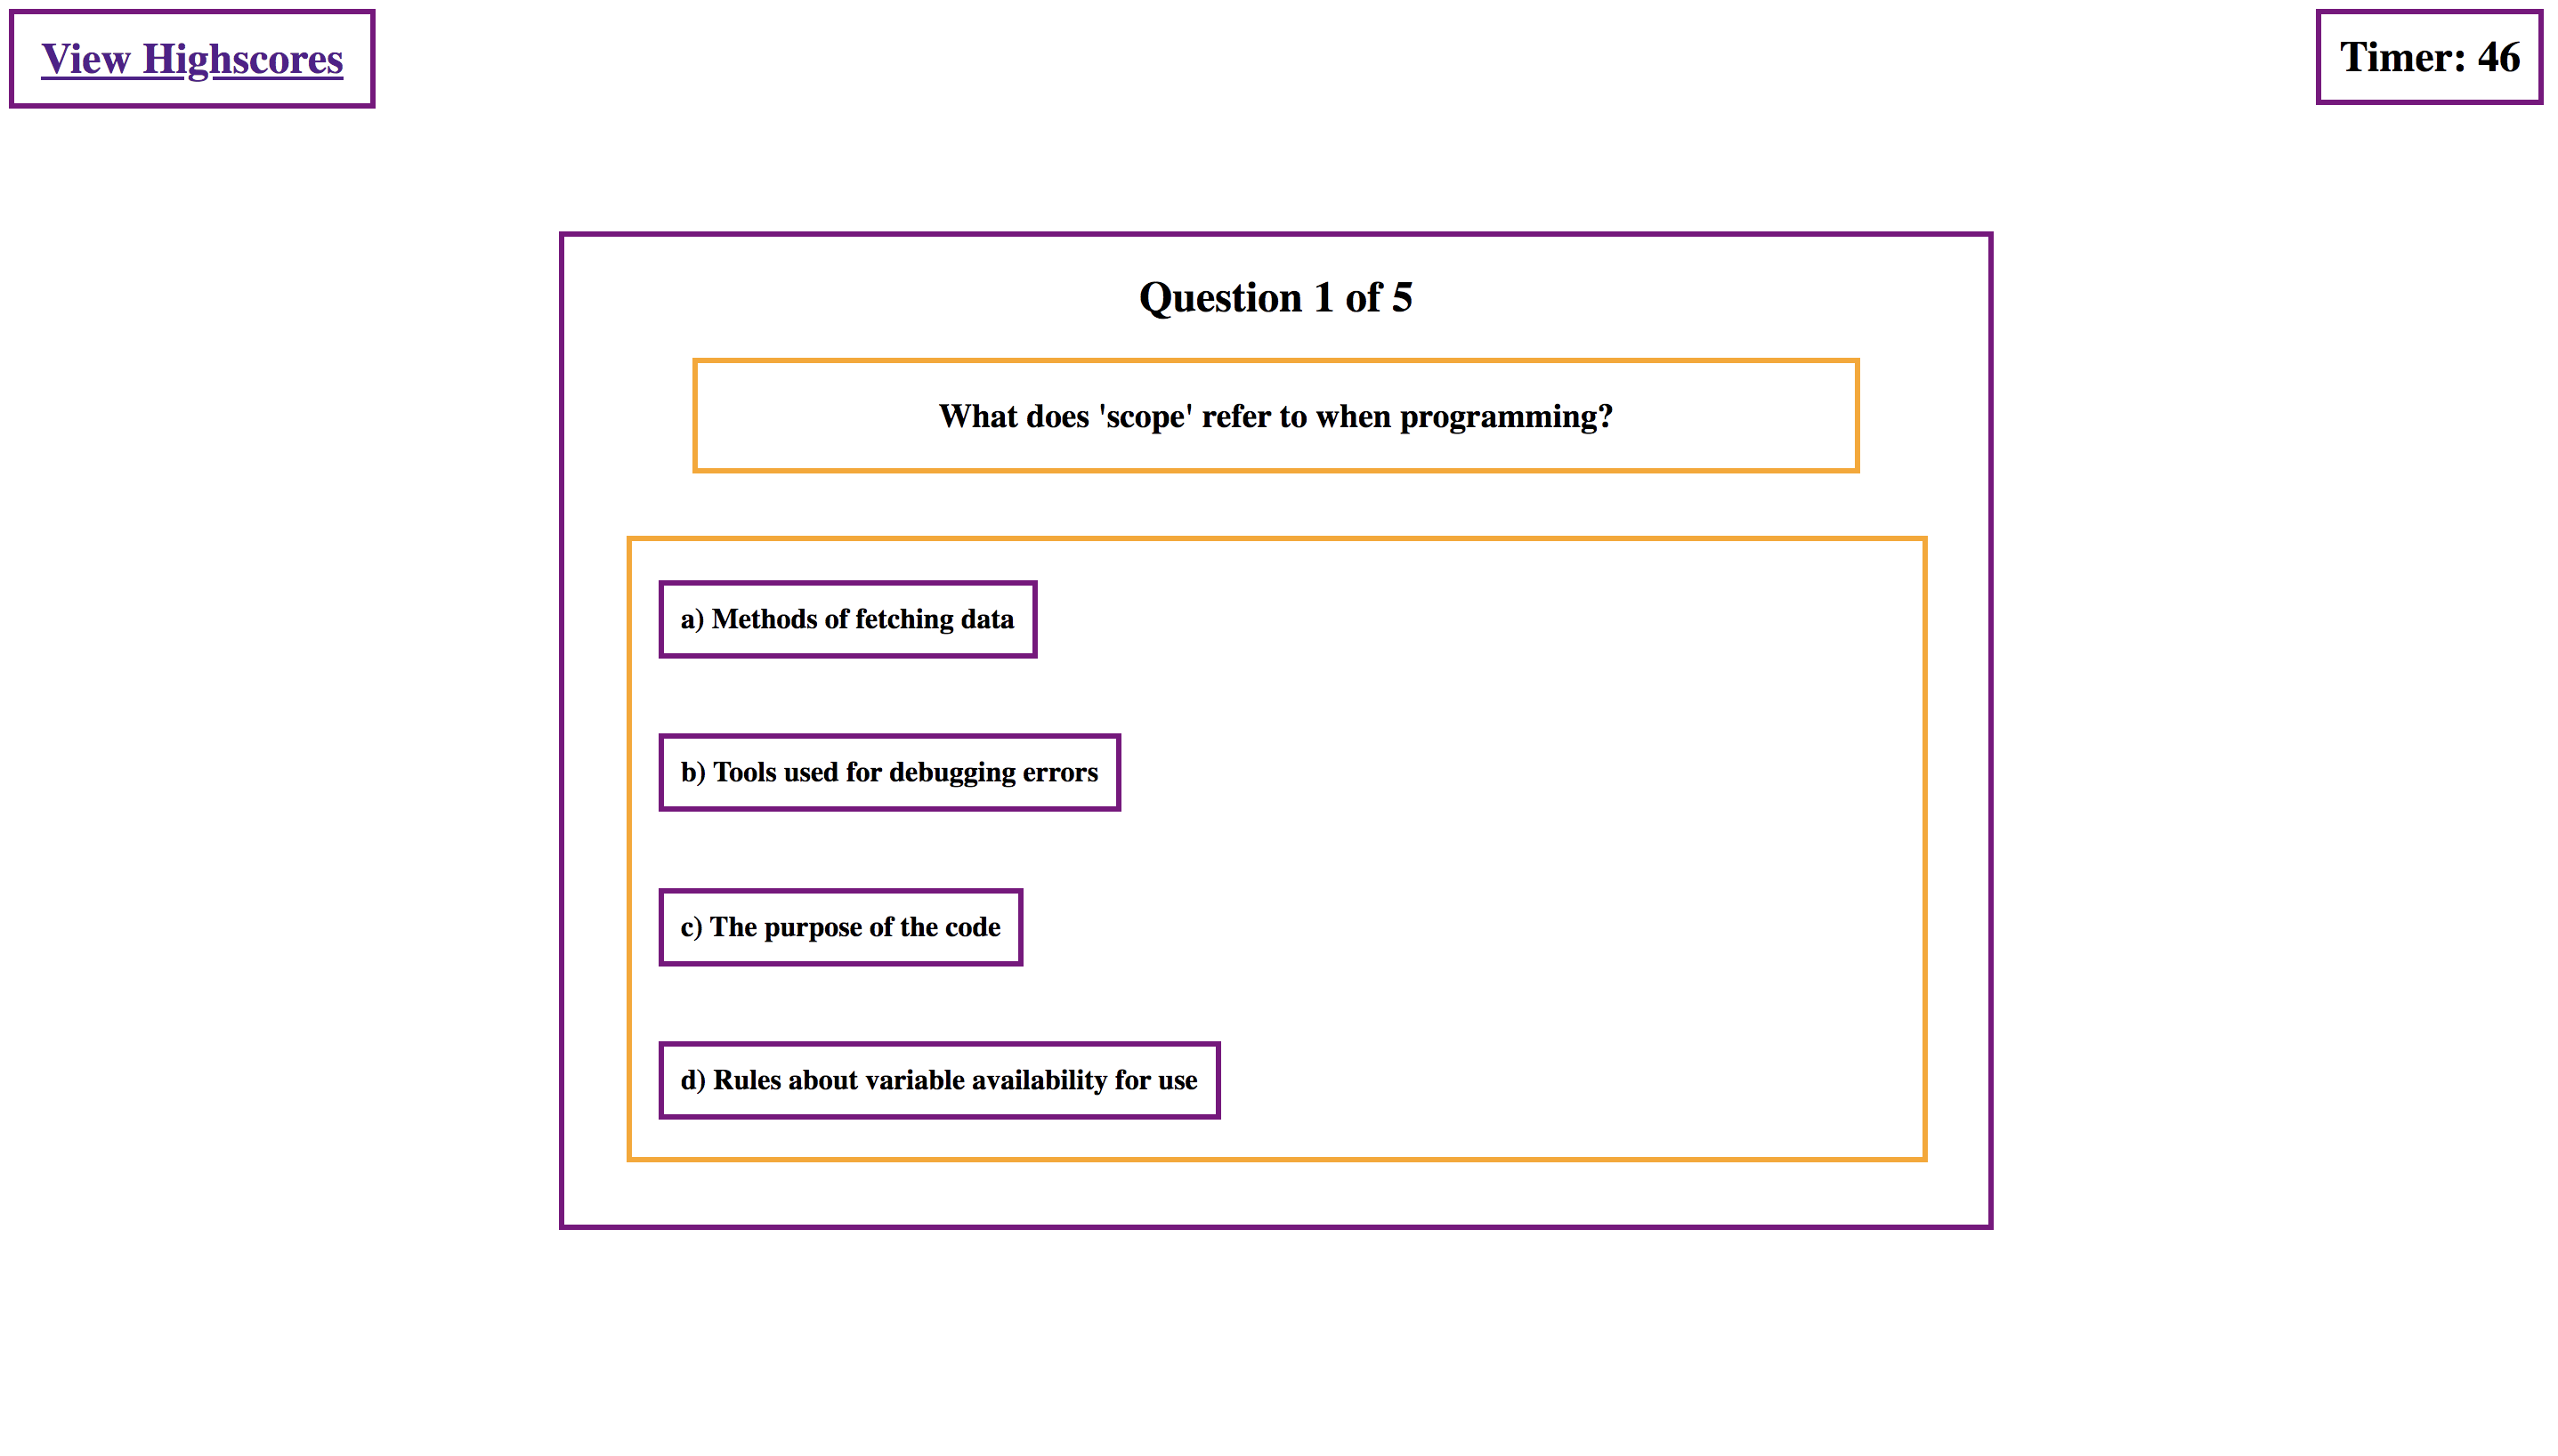 View Highscores
Timer: 46
Question 1 of 5
What does 'scope' refer to when programming?
a) Methods of fetching data
b) Tools used for debugging errors
c) The purpose of the code
d) Rules about variable availability for use